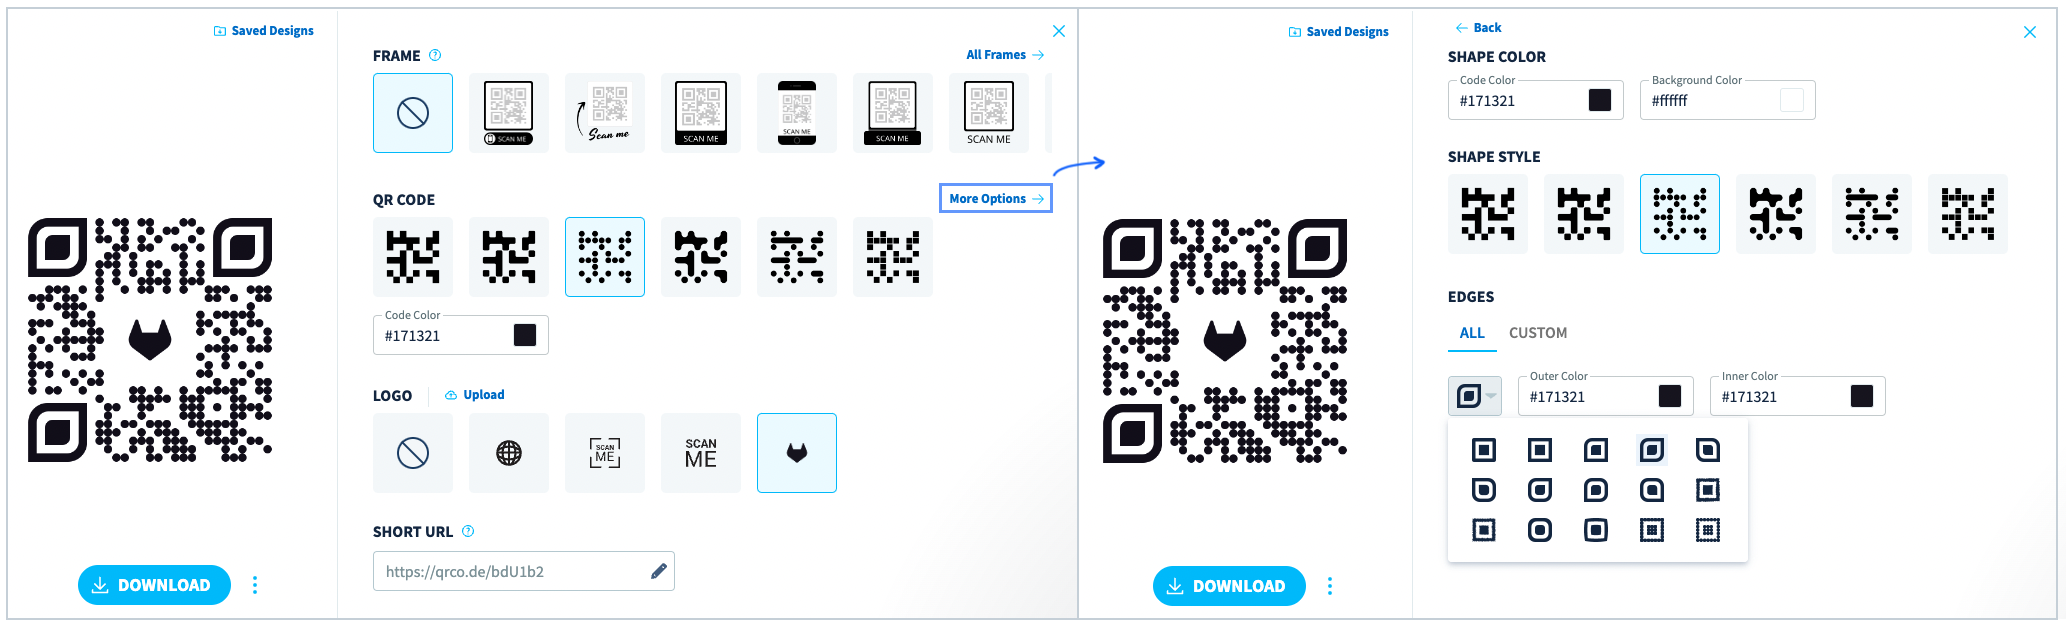 Saved Designs
FRAME
All Frames
SCAN ME
Scan me
SCAN ME
SCAN ME
SCAN ME
SCAN ME
QR CODE
More Options
Code Color
#171321
LOGO
Upload
SCAN
ME
SCAN
ME
SHORT URL
https://qrco.de/bdU1b2
DOWNLOAD
Saved Designs
Back
SHAPE COLOR
Code Color
#171321
Background Color
#ffffff
SHAPE STYLE
EDGES
ALL CUSTOM
Outer Color
#171321
Inner Color
#171321
DOWNLOAD